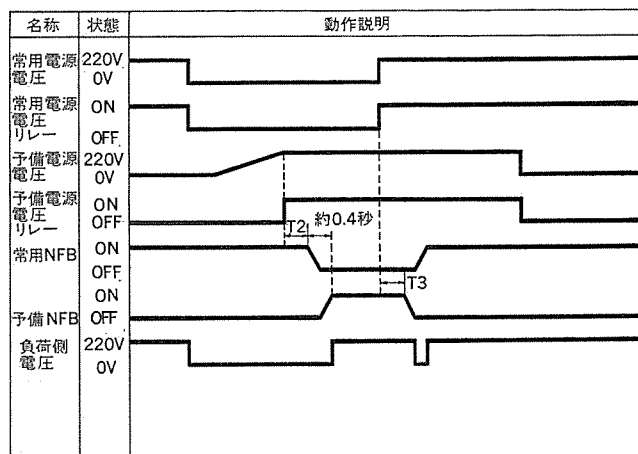 名称 状態 動作説明
常用電源 220V
電圧 0V
常用電源 ON
電圧
リレー OFF
予備電源 220V
電圧 0V
予備電源 ON
電圧
リレー OFF
T2 約0.4秒
常用NFB ON
OFF
T3
ON
予備NFB OFF
負荷側 220V
電圧 0V